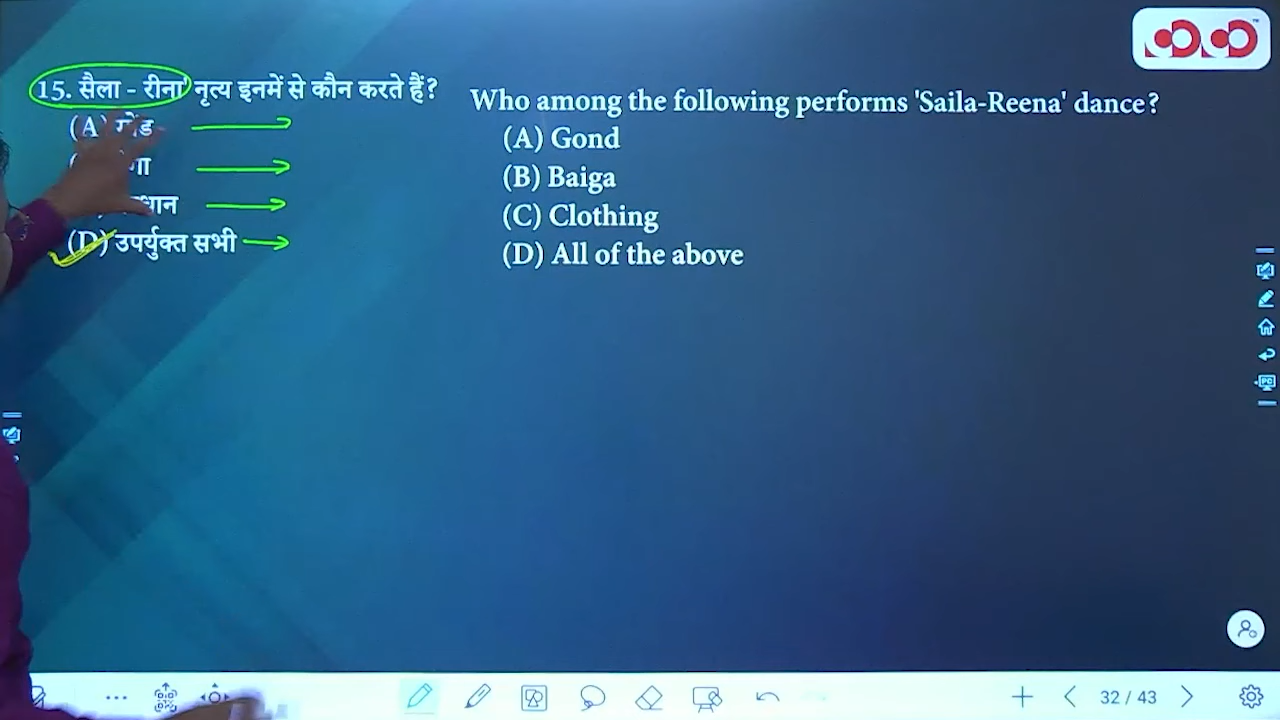 15. सैला - रीना' नृत्य इनमें से कौन करते हैं?
(A) गोंड
(D) उपर्युक्त सभी
Who among the following performs 'Saila-Reena' dance?
(A) Gond
(B) Baiga
(C) Clothing
(D) All of the above
32 / 43